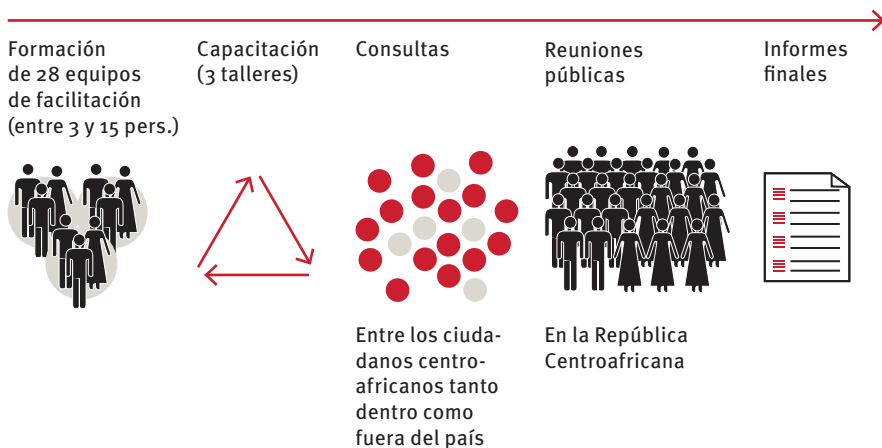 Formación
de 28 equipos
de facilitación
(entre 3 y 15 pers.)
Capacitación
(3 talleres)
Consultas
Reuniones
públicas
Informes
finales
Entre los ciuda-
danos centro-
africanos tanto
dentro como
fuera del país
En la República
Centroafricana